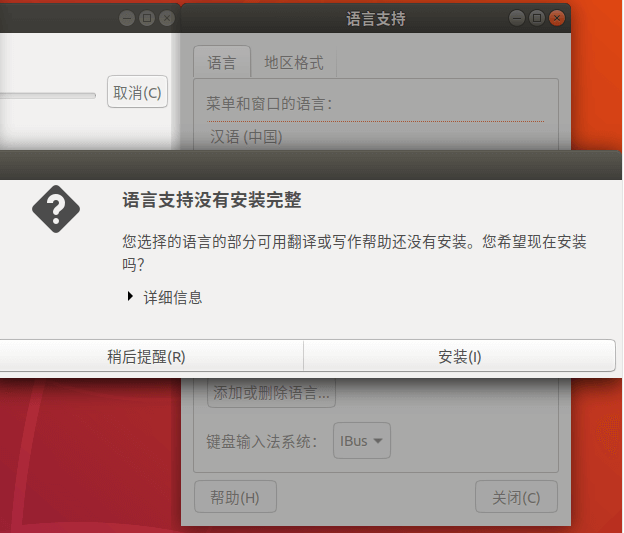 语言支持
语言
地区格式
取消(C)
菜单和窗口的语言:
汉语 (中国)
语言支持没有安装完整
您选择的语言的部分可用翻译或写作帮助还没有安装。您希望现在安装
吗?
详细信息
稍后提醒(R)
安装(I)
添加或删除语言...
键盘输入法系统:
IBus
帮助(H)
关闭(C)